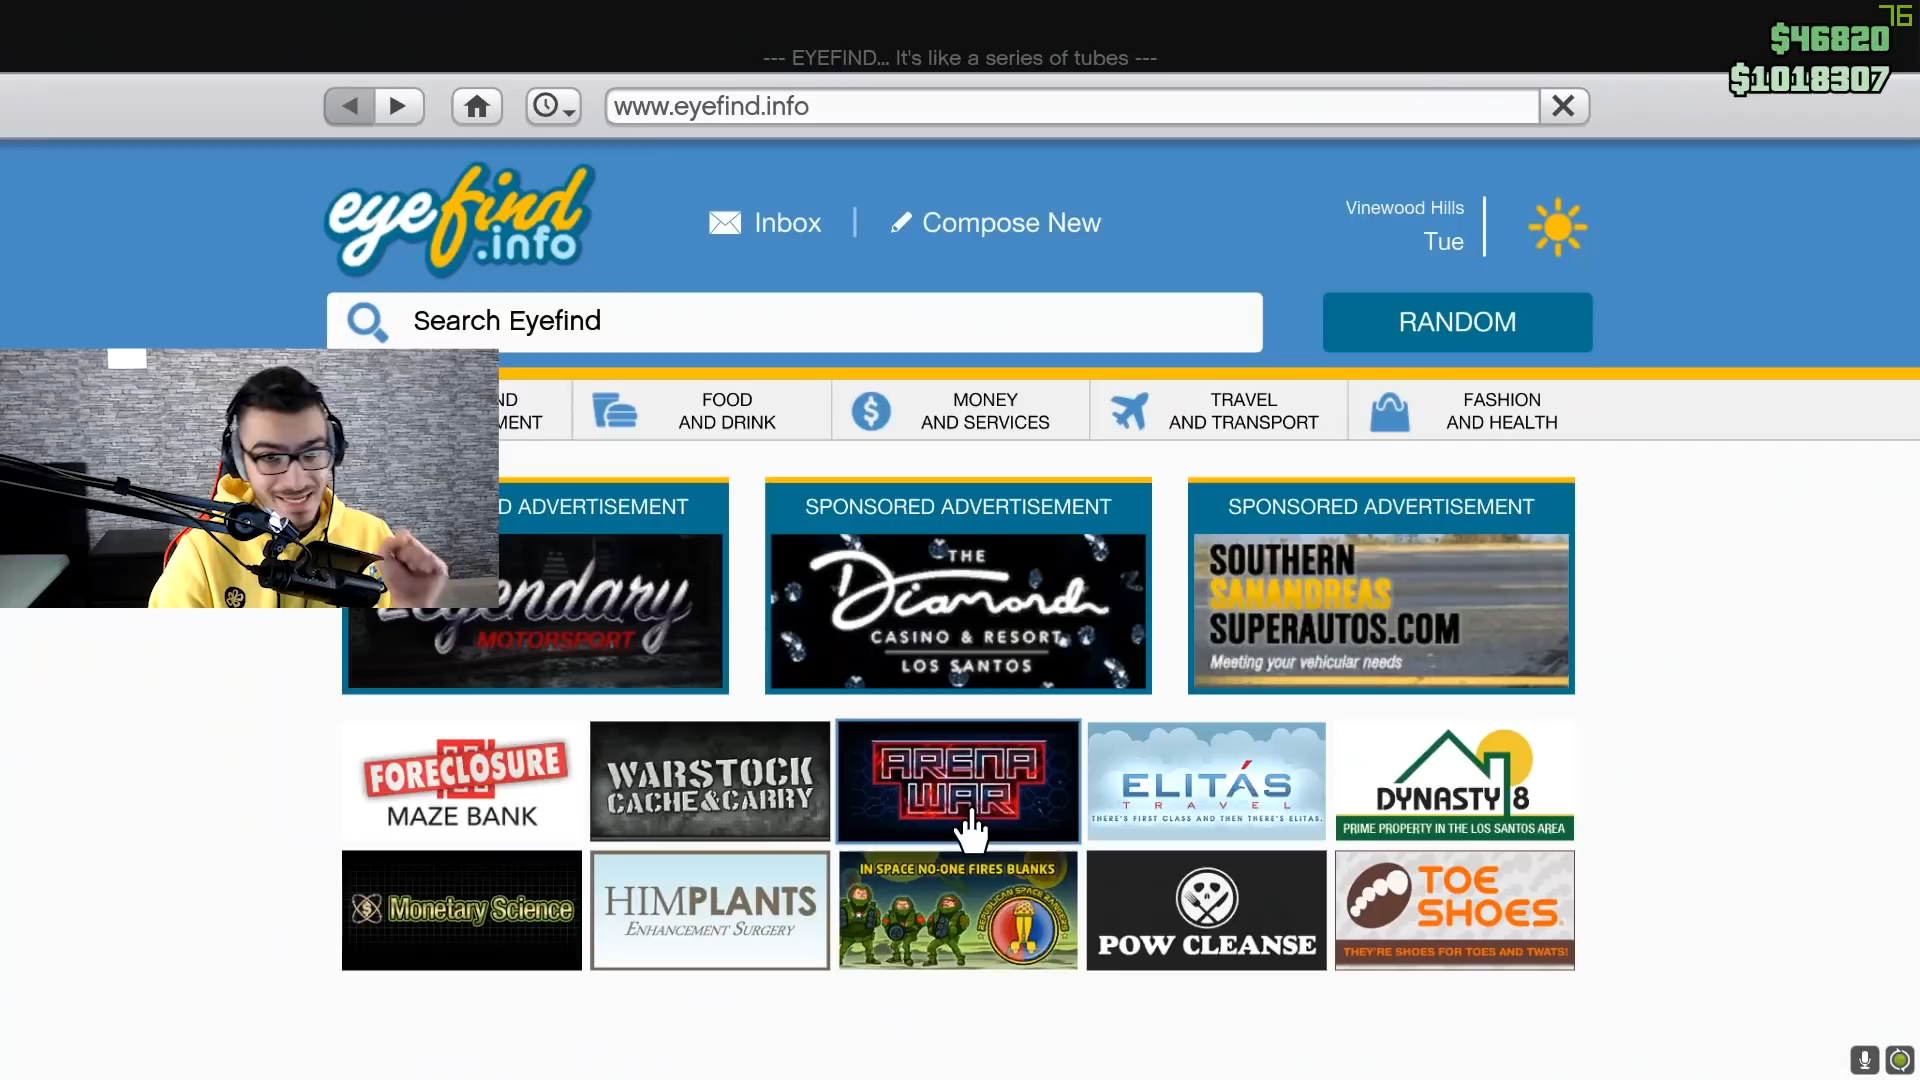 76
$46820
$1018307
--- EYEFIND... It's like a series of tubes ---
www.eyefind.info
eyefind
.info
Inbox
Compose New
Vinewood Hills
Tue
Search Eyefind
RANDOM
ND
MENT
FOOD
AND DRINK
MONEY
AND SERVICES
TRAVEL
AND TRANSPORT
FASHION
AND HEALTH
D ADVERTISEMENT
SPONSORED ADVERTISEMENT
SPONSORED ADVERTISEMENT
Legendary
MOTORSPORT
THE
Diamond
CASINO & RESORT
LOS SANTOS
SOUTHERN
SANANDREAS
SUPERAUTOS.COM
Meeting your vehicular needs
FORECLOSURE
MAZE BANK
WARSTOCK
CACHE&CARRY
ARENA
WAR
ELITÁS
TRAVEL
THERE'S FIRST CLASS AND THEN THERE'S ELITAS.
DYNASTY 8
PRIME PROPERTY IN THE LOS SANTOS AREA
Monetary Science
HIMPLANTS
ENHANCEMENT SURGERY
IN SPACE NO-ONE FIRES BLANKS
REPUBLICAN SPACE RANGERS
POW CLEANSE
TOE
SHOES
THEY'RE SHOES FOR TOES AND TWATS!